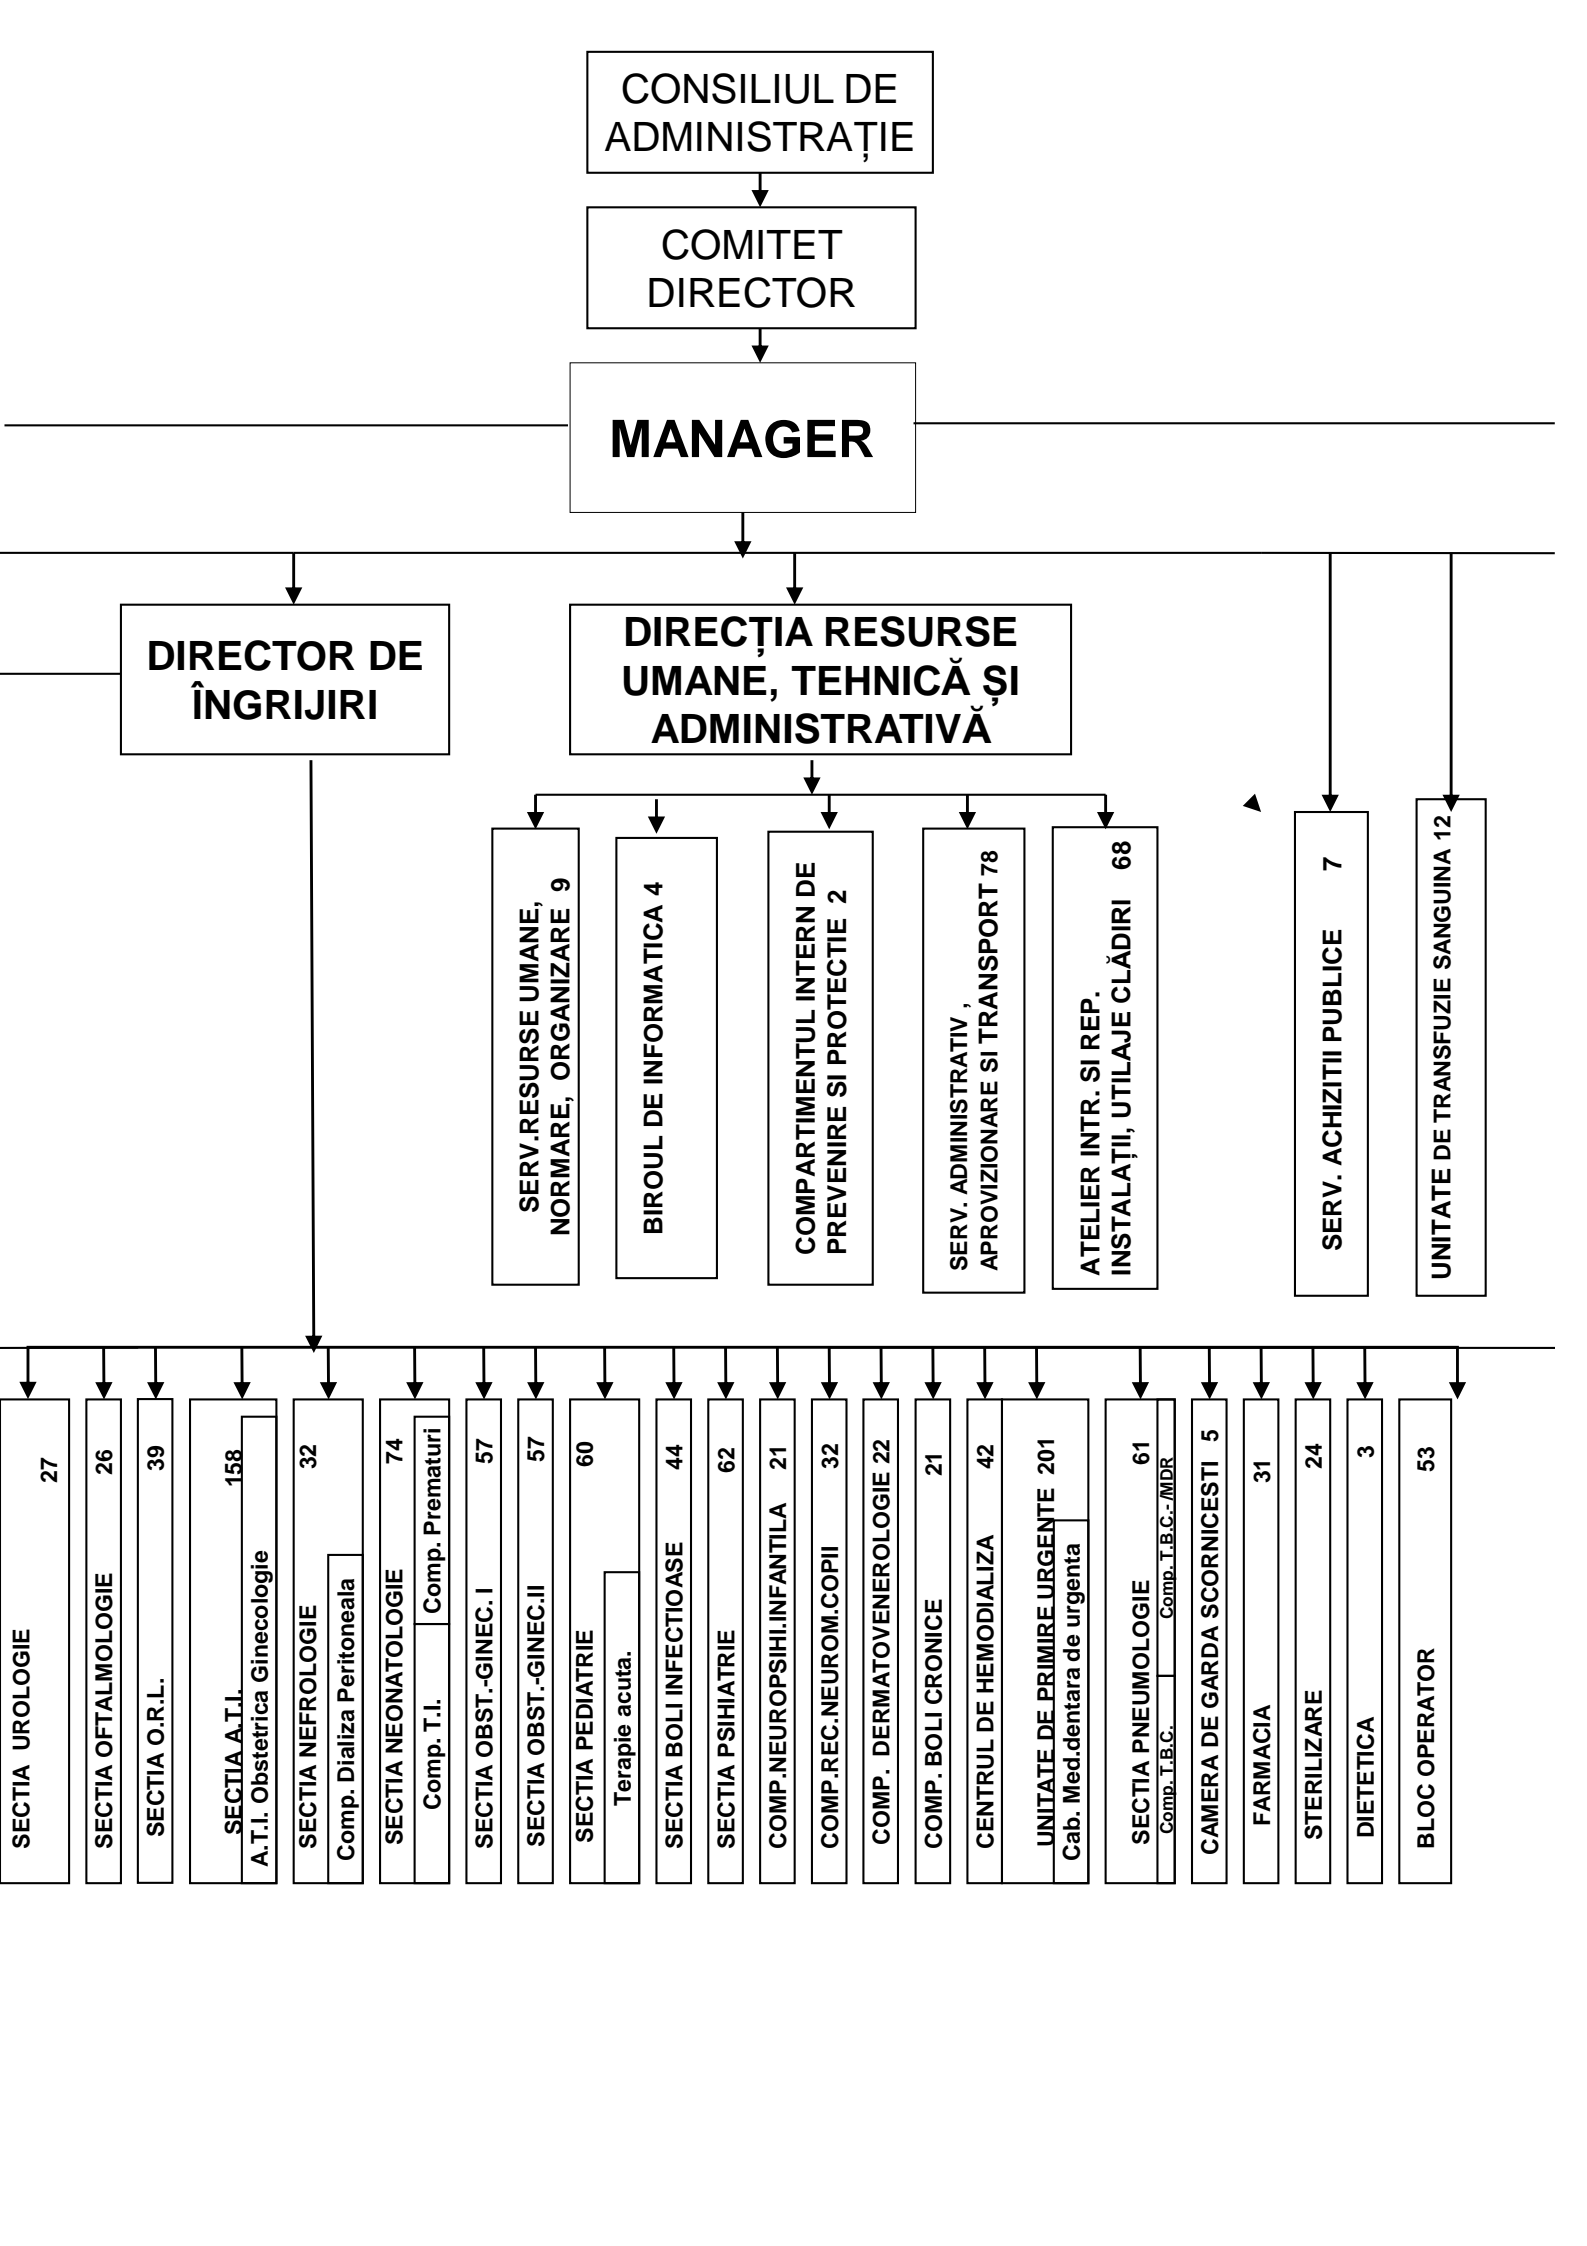 CONSILIUL DE
ADMINISTRAȚIE
COMITET
DIRECTOR
MANAGER
DIRECTOR DE
ÎNGRIJIRI
DIRECȚIA RESURSE
UMANE, TEHNICĂ ȘI
ADMINISTRATIVĂ
SERV.RESURSE UMANE,
NORMARE, ORGANIZARE 9
BIROUL DE INFORMATICA 4
COMPARTIMENTUL INTERN DE
PREVENIRE SI PROTECTIE 2
SERV. ADMINISTRATIV ,
APROVIZIONARE SI TRANSPORT 78
ATELIER INTR. SI REP.
INSTALAȚII, UTILAJE CLĂDIRI 68
SERV. ACHIZITII PUBLICE 7
UNITATE DE TRANSFUZIE SANGUINA 12
SECTIA UROLOGIE 27
SECTIA OFTALMOLOGIE 26
SECTIA O.R.L. 39
SECTIA A.T.I. 158
A.T.I. Obstetrica Ginecologie
SECTIA NEFROLOGIE 32
Comp. Dializa Peritoneala
SECTIA NEONATOLOGIE 74
Comp. T.I.
Comp. Prematuri
SECTIA OBST.-GINEC. I 57
SECTIA OBST.-GINEC.II 57
SECTIA PEDIATRIE 60
Terapie acuta.
SECTIA BOLI INFECTIOASE 44
SECTIA PSIHIATRIE 62
COMP.NEUROPSIHI.INFANTILA 21
COMP.REC.NEUROM.COPII 32
COMP. DERMATOVENEROLOGIE 22
COMP. BOLI CRONICE 21
CENTRUL DE HEMODIALIZA 42
UNITATE DE PRIMIRE URGENTE 201
Cab. Med.dentara de urgenta
SECTIA PNEUMOLOGIE 61
Comp. T.B.C.
Comp. T.B.C.- /MDR
CAMERA DE GARDA SCORNICESTI 5
FARMACIA 31
STERILIZARE 24
DIETETICA 3
BLOC OPERATOR 53